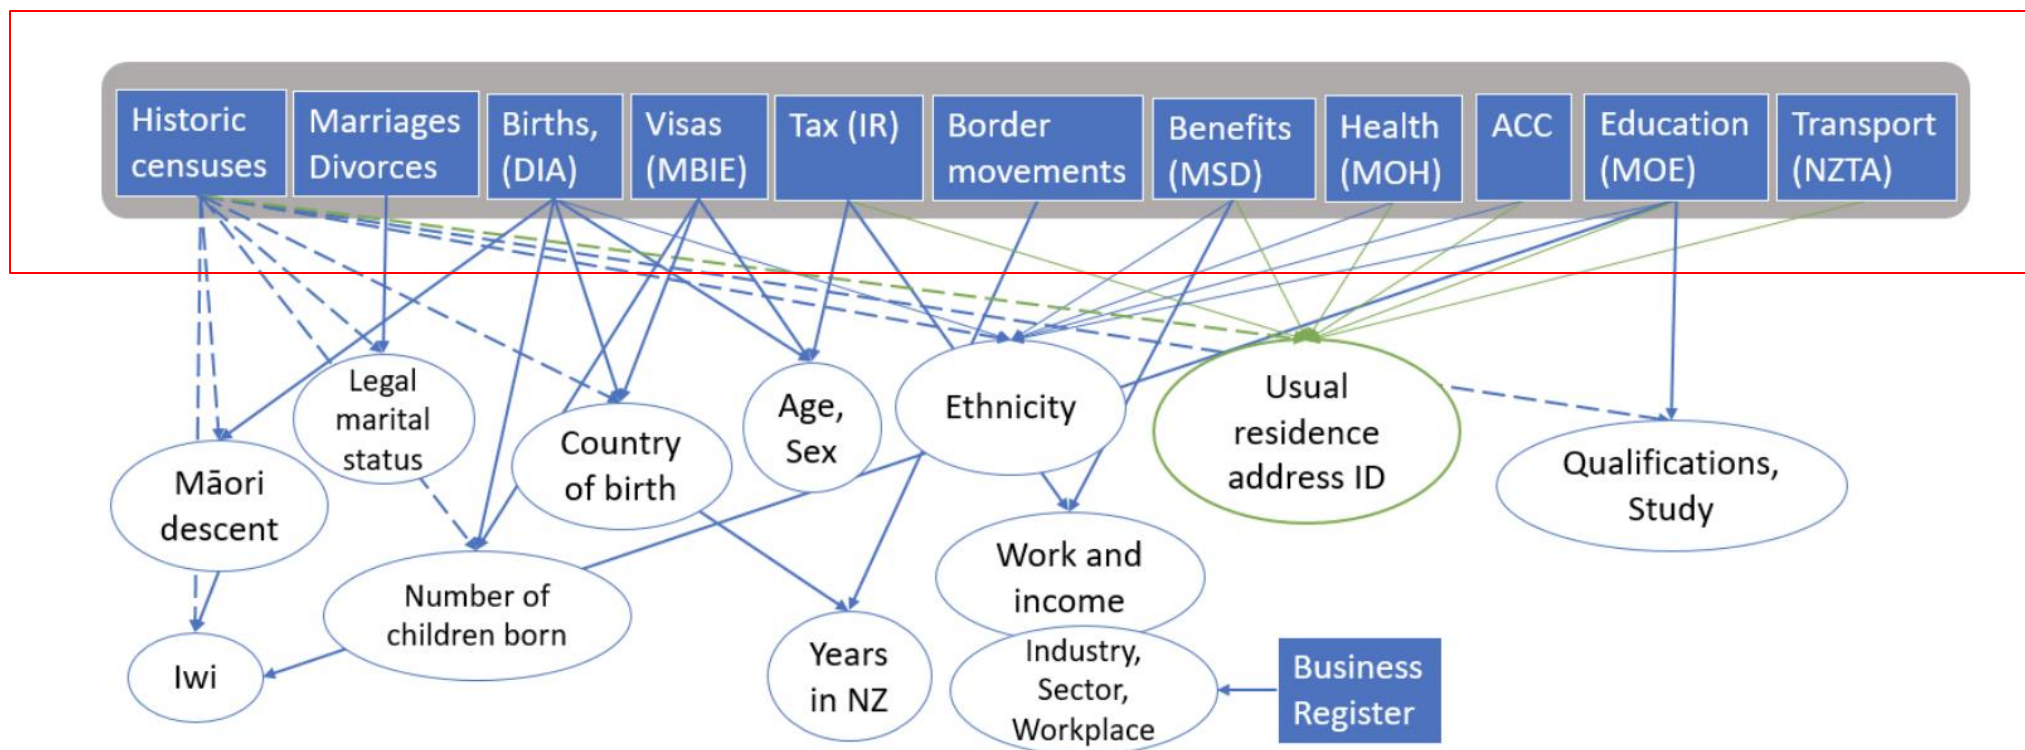 Historic
censuses
Marriages
Divorces
Births,
(DIA)
Visas
(MBIE)
Tax (IR)
Border
movements
Benefits
(MSD)
Health
(MOH)
ACC
Education
(MOE)
Transport
(NZTA)
Legal
marital
status
Māori
descent
Country
of birth
Age,
Sex
Ethnicity
Usual
residence
address ID
Qualifications,
Study
Number of
children born
Work and
income
Iwi
Years
in NZ
Industry,
Sector,
Workplace
Business
Register